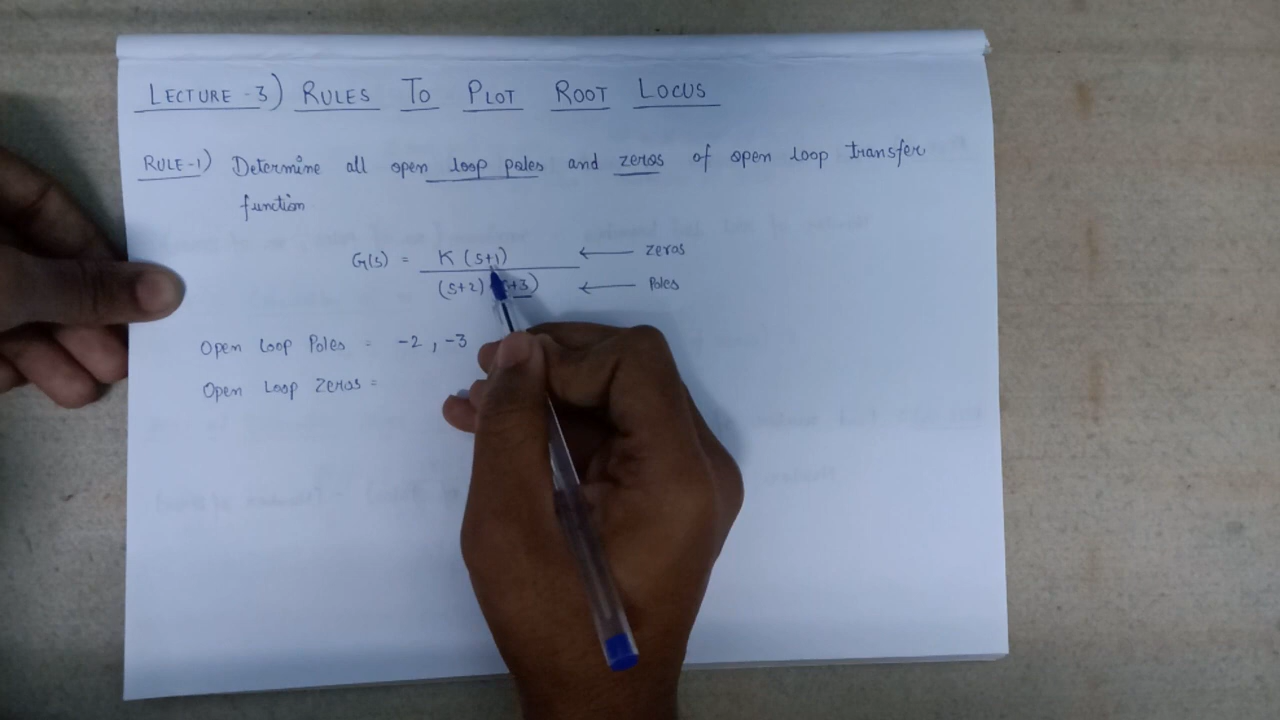 LECTURE-3) RULES TO PLOT ROOT LOCUS
RULE-1) Determine all open loop poles and zeros of open loop transfer
function
G(s) = K (s+1) ← zeros
(s+2) s+3) ← Poles
Open Loop Poles = -2, -3
Open Loop Zeros =